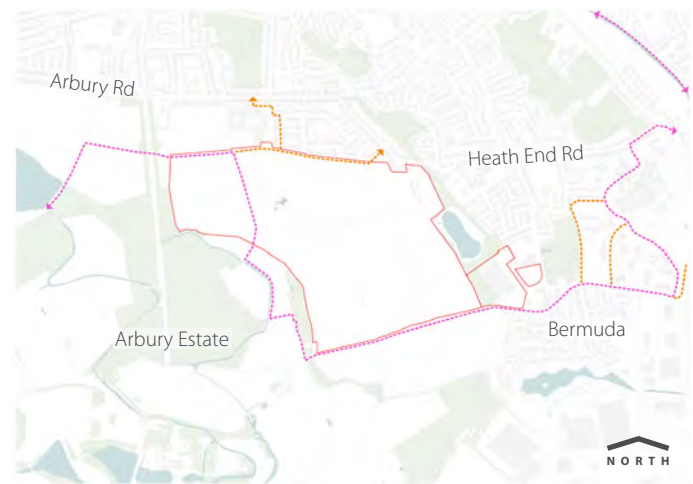 Arbury Rd
Heath End Rd
Arbury Estate
Bermuda
NORTH